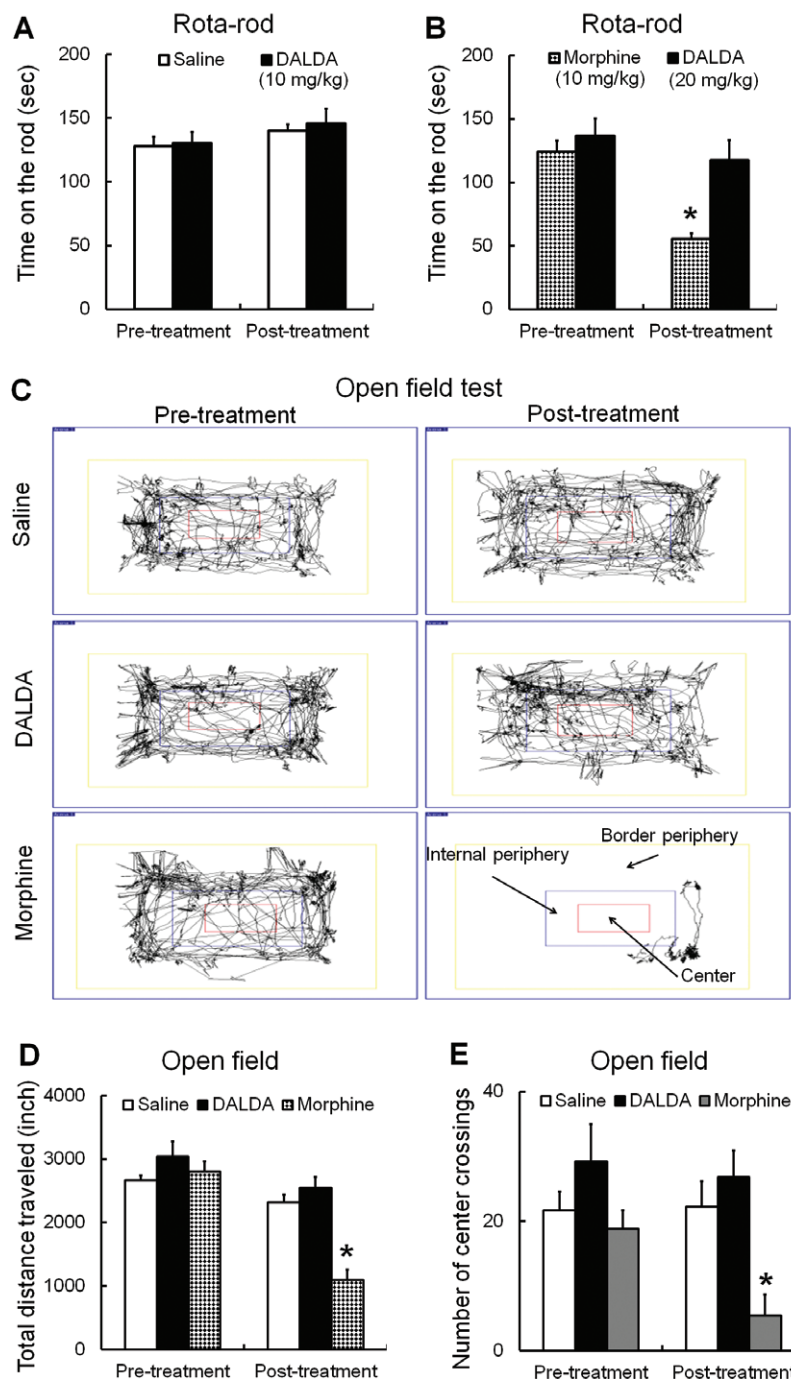 A Rota-rod
Saline DALDA
(10 mg/kg)
Time on the rod (sec)
200
150
100
50
0
Pre-treatment Post-treatment
B Rota-rod
Morphine DALDA
(10 mg/kg) (20 mg/kg)
Time on the rod (sec)
200
150
100
50
0
*
Pre-treatment Post-treatment
C Open field test
Pre-treatment Post-treatment
Saline
DALDA
Morphine
Border periphery
Internal periphery
Center
D Open field
Saline DALDA Morphine
Total distance traveled (inch)
4000
3000
2000
1000
0
*
Pre-treatment Post-treatment
E Open field
Saline DALDA Morphine
Number of center crossings
40
20
0
*
Pre-treatment Post-treatment